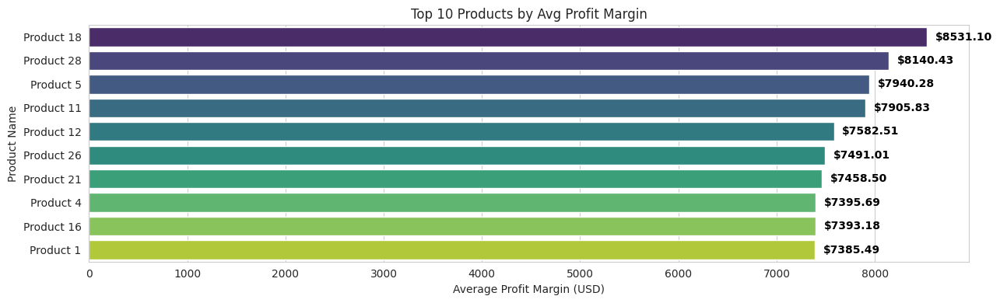 Top 10 Products by Avg Profit Margin
Product Name
Product 18 $8531.10
Product 28 $8140.43
Product 5 $7940.28
Product 11 $7905.83
Product 12 $7582.51
Product 26 $7491.01
Product 21 $7458.50
Product 4 $7395.69
Product 16 $7393.18
Product 1 $7385.49
0 1000 2000 3000 4000 5000 6000 7000 8000
Average Profit Margin (USD)